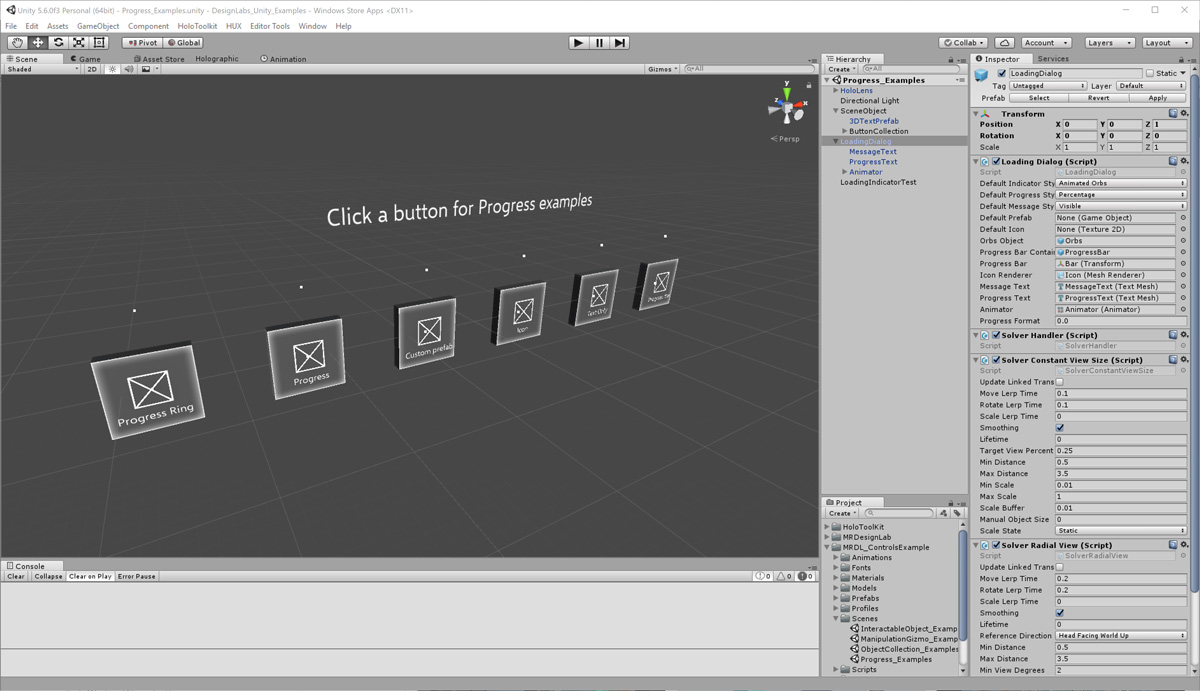 Unity 5.6.0f3 Personal (64bit) - Progress_Examples.unity - DesignLabs_Unity_Examples - Windows Store Apps <DX11>
File Edit Assets GameObject Component HoloToolkit HUX Editor Tools Window Help
Pivot Global Collab Account Layers Layout
Scene Game Asset Store Holographic Animation
Shaded 2D Gizmos All
y
z x
Persp
Click a button for Progress examples
Progress Ring
Progress
Custom prefab
Icon
Text Only
Console
Clear Collapse Clear on Play Error Pause 0 0 0
Hierarchy
Create All
Progress_Examples
HoloLens
Directional Light
SceneObject
3DTextPrefab
ButtonCollection
LoadingDialog
MessageText
ProgressText
Animator
LoadingIndicatorTest
Project
Create
HoloToolKit
MRDesignLab
MRDL_ControlsExample
Animations
Fonts
Materials
Models
Prefabs
Profiles
Scenes
InteractableObject_Examp
ManipulationGizmo_Examp
ObjectCollection_Examples
Progress_Examples
Scripts
Inspector Services
LoadingDialog Static
Tag Untagged Layer Default
Prefab Select Revert Apply
Transform
Position X 0 Y 0 Z 1
Rotation X 0 Y 0 Z 0
Scale X 1 Y 1 Z 1
Loading Dialog (Script)
Script LoadingDialog
Default Indicator Sty Animated Orbs
Default Progress Sty Percentage
Default Message Sty Visible
Default Prefab None (Game Object)
Default Icon None (Texture 2D)
Orbs Object Orbs
Progress Bar Contai ProgressBar
Progress Bar Bar (Transform)
Icon Renderer Icon (Mesh Renderer)
Message Text MessageText (Text Mesh)
Progress Text ProgressText (Text Mesh)
Animator Animator (Animator)
Progress Format 0.0
Solver Handler (Script)
Script SolverHandler
Solver Constant View Size (Script)
Script SolverConstantViewSize
Update Linked Trans
Move Lerp Time 0.1
Rotate Lerp Time 0.1
Scale Lerp Time 0
Smoothing
Lifetime 0
Target View Percent 0.25
Min Distance 0.5
Max Distance 3.5
Min Scale 0.01
Max Scale 1
Scale Buffer 0.01
Manual Object Size 0
Scale State Static
Solver Radial View (Script)
Script SolverRadialView
Update Linked Trans
Move Lerp Time 0.2
Rotate Lerp Time 0.2
Scale Lerp Time 0
Smoothing
Lifetime 0
Reference Direction Head Facing World Up
Min Distance 0.5
Max Distance 3.5
Min View Degrees 2